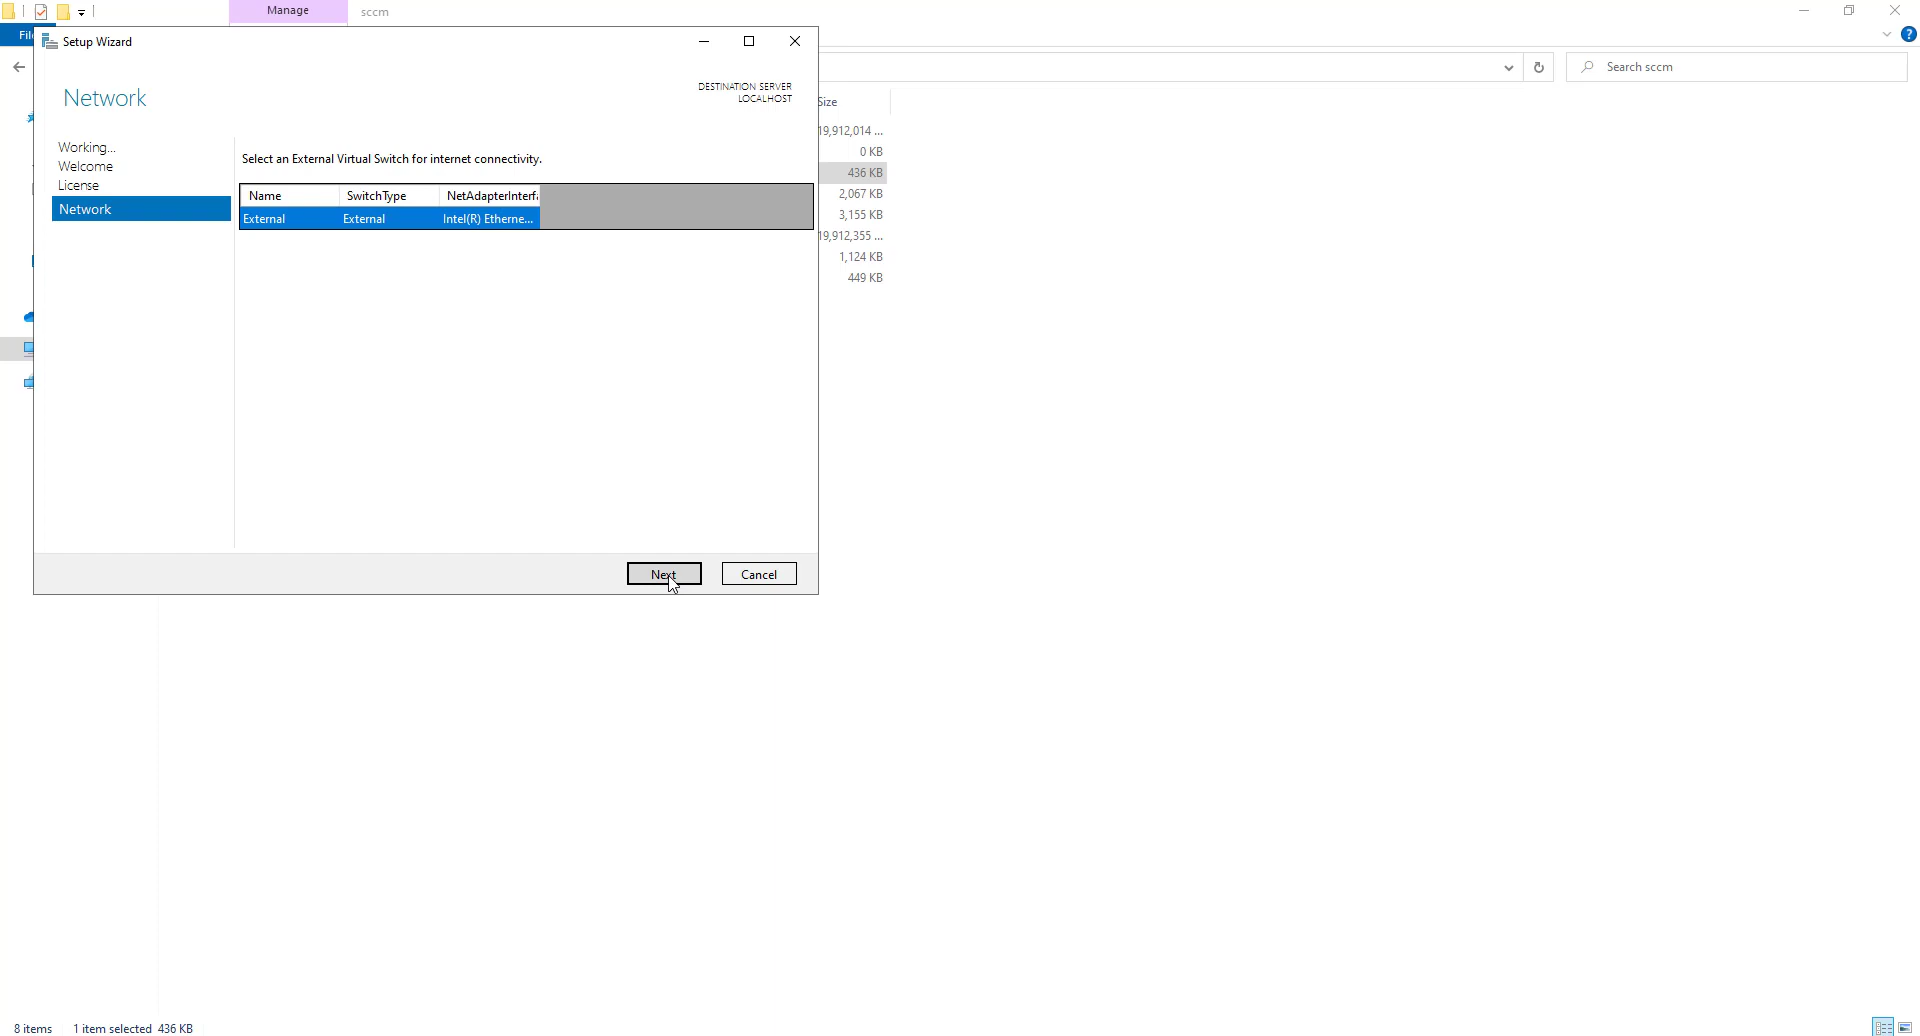 Manage
sccm
Setup Wizard
Search sccm
Network
DESTINATION SERVER
LOCALHOST
Size
Working...
Welcome
License
Network
Select an External Virtual Switch for internet connectivity.
Name SwitchType NetAdapterInterf
External External Intel(R) Etherne...
19,912,014 ...
0 KB
436 KB
2,067 KB
3,155 KB
19,912,355 ...
1,124 KB
449 KB
Next Cancel
8 items 1 item selected 436 KB